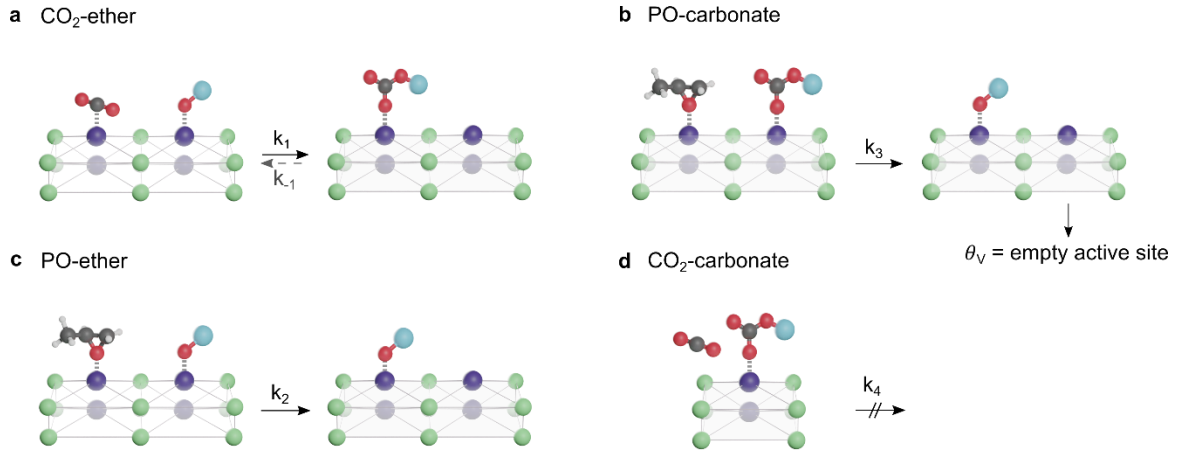 a CO₂-ether
k₁
k₋₁
b PO-carbonate
k₃
θᵥ = empty active site
c PO-ether
k₂
d CO₂-carbonate
k₄